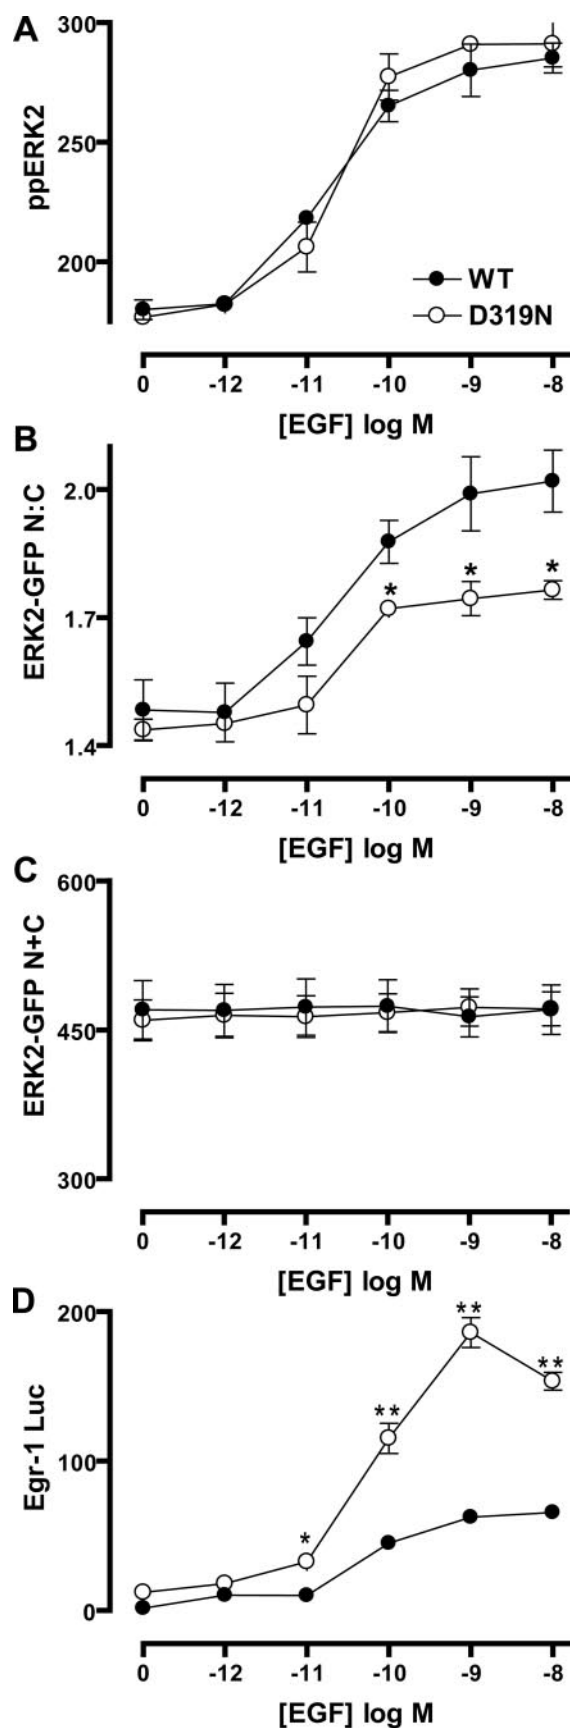 A
ppERK2
300
250
200
WT
D319N
0 -12 -11 -10 -9 -8
[EGF] log M
B
ERK2-GFP N:C
2.0
1.7
1.4
* * *
0 -12 -11 -10 -9 -8
[EGF] log M
C
ERK2-GFP N+C
600
450
300
0 -12 -11 -10 -9 -8
[EGF] log M
D
Egr-1 Luc
200
100
0
* ** ** **
0 -12 -11 -10 -9 -8
[EGF] log M